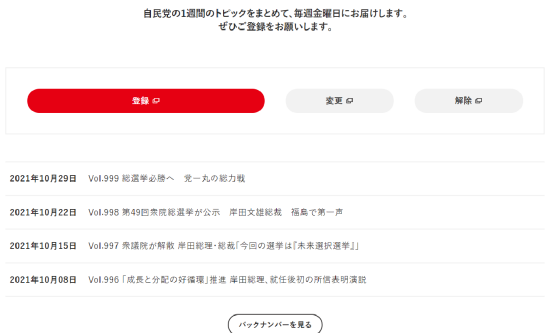 自民党の1週間のトピックをまとめて、毎週金曜日にお届けします。
ぜひご登録をお願いします。
登録
変更
解除
2021年10月29日 Vol.999 総選挙必勝へ　党一丸の総力戦
2021年10月22日 Vol.998 第49回衆院総選挙が公示　岸田文雄総裁　福島で第一声
2021年10月15日 Vol.997 衆議院が解散 岸田総理・総裁「今回の選挙は『未来選択選挙』」
2021年10月08日 Vol.996 「成長と分配の好循環」推進 岸田総理、就任後初の所信表明演説
バックナンバーを見る